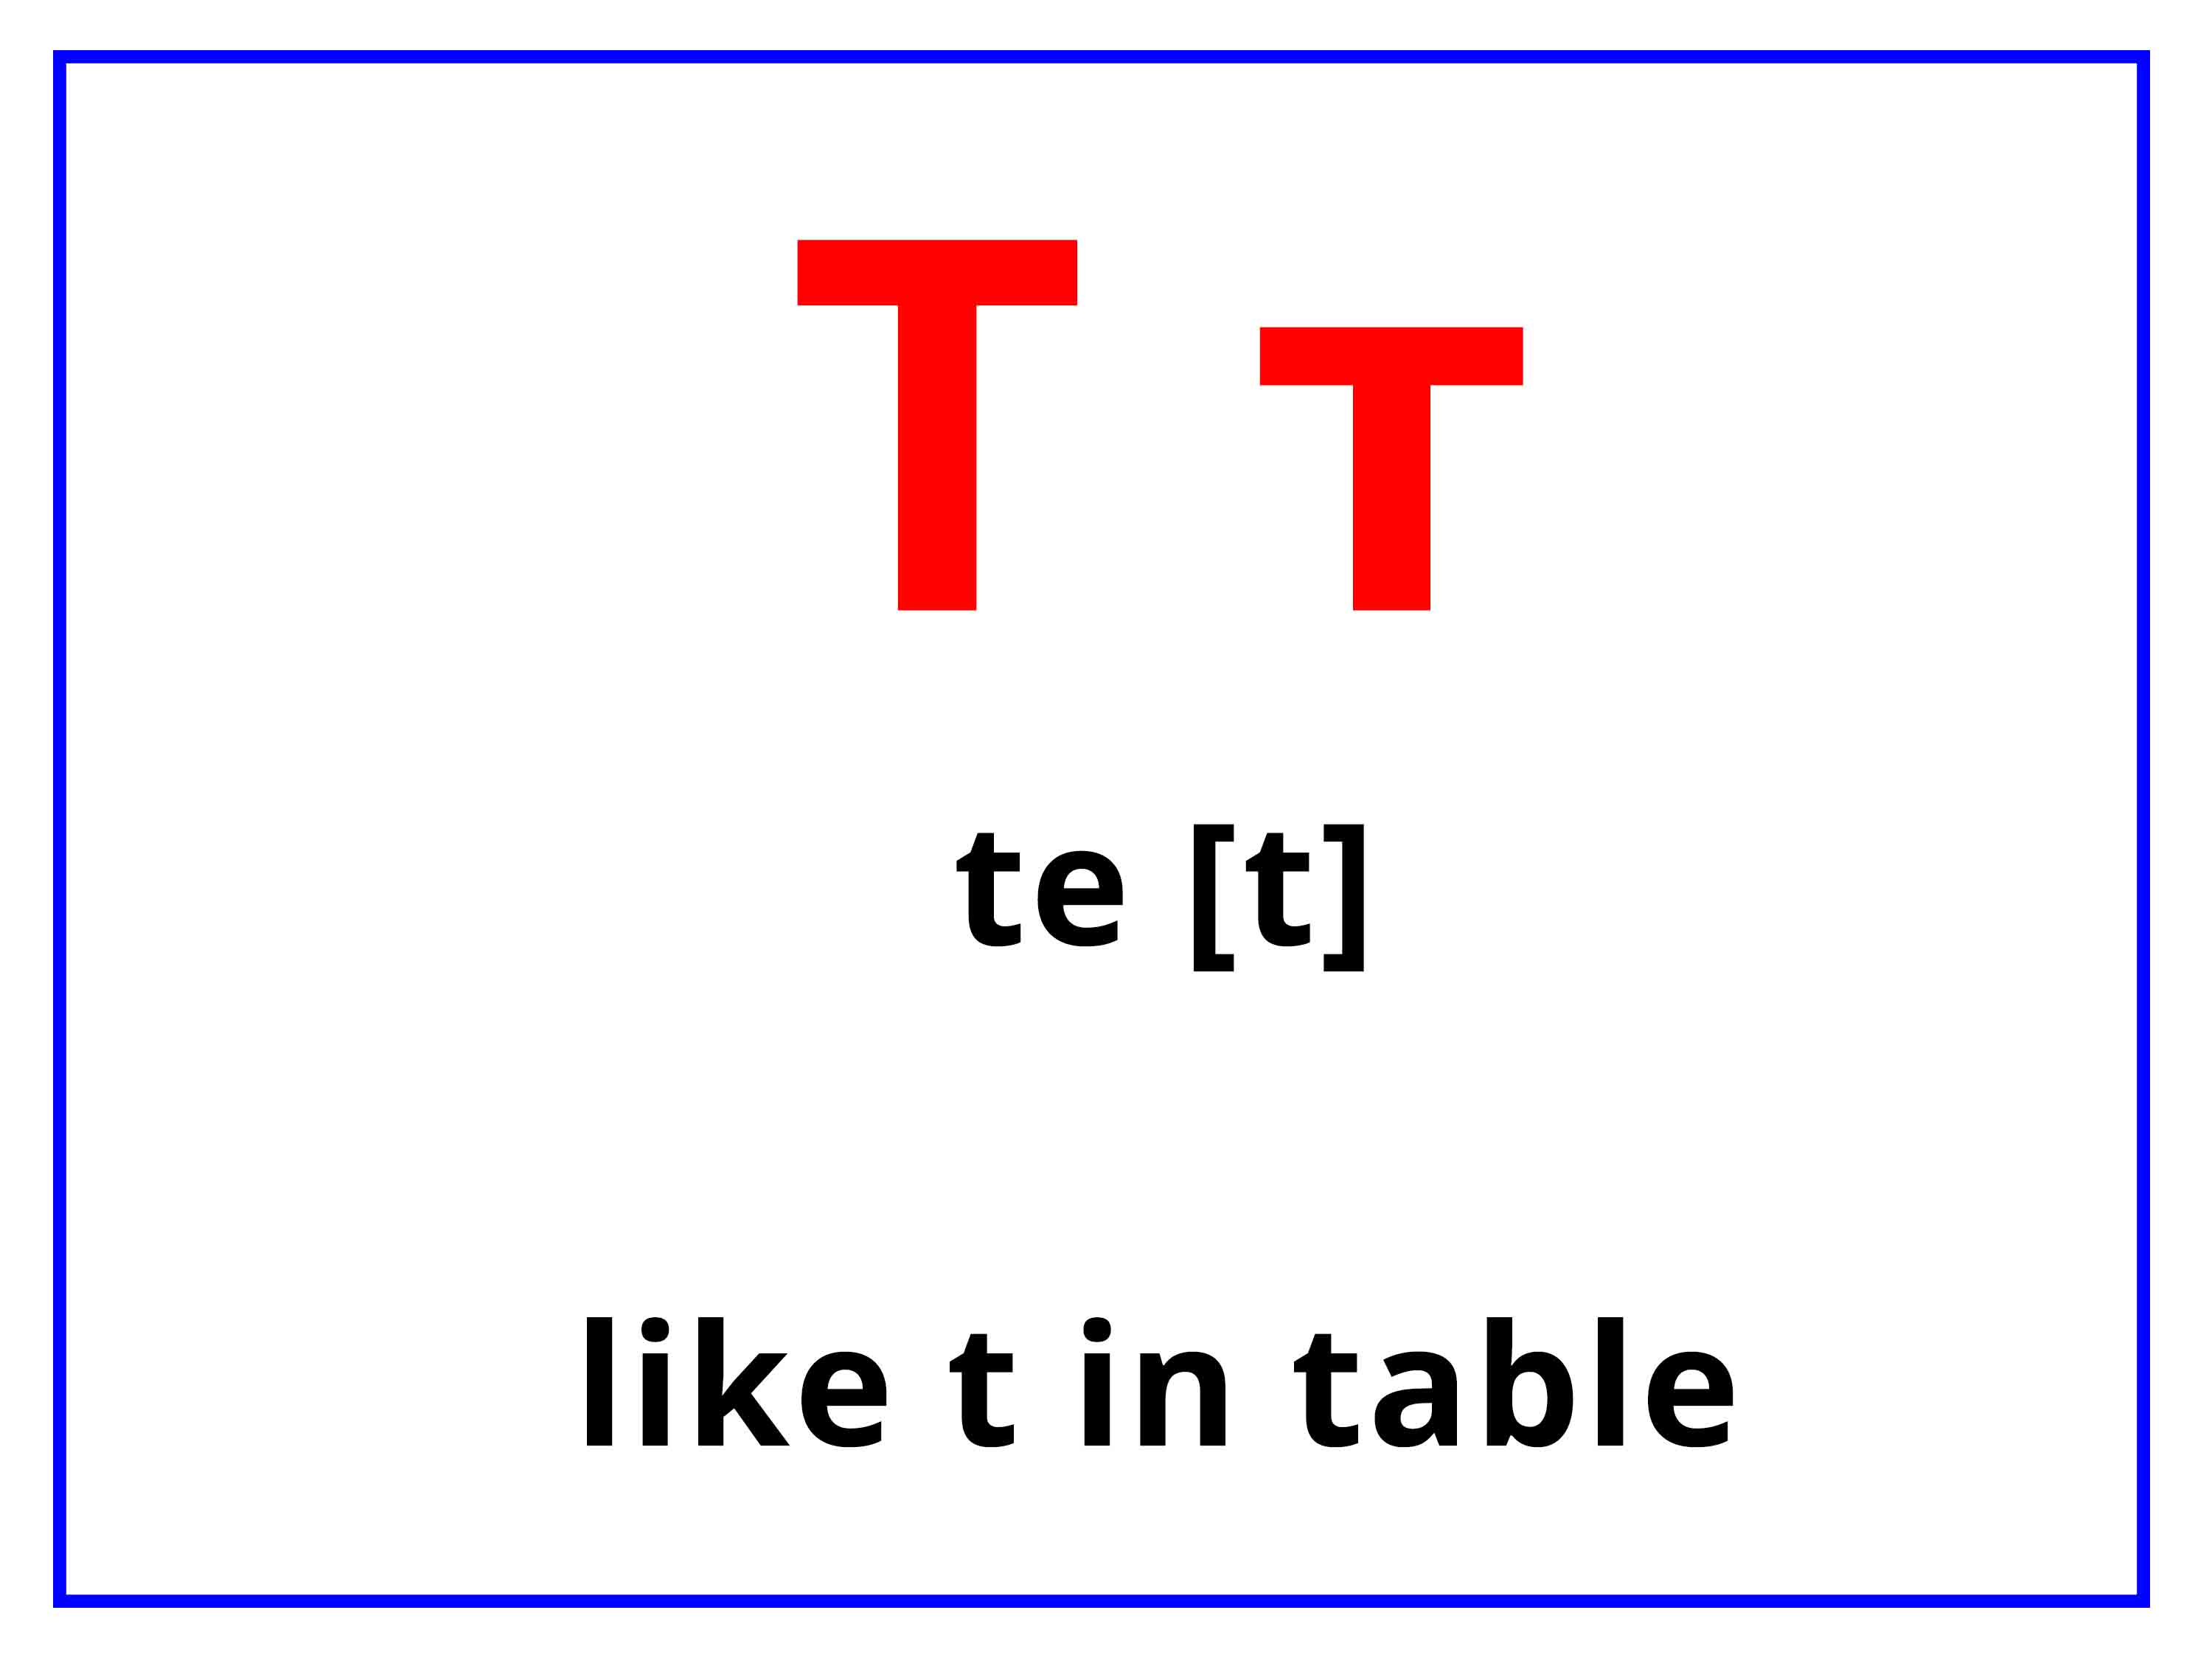 Т т
te [t]
like t in table